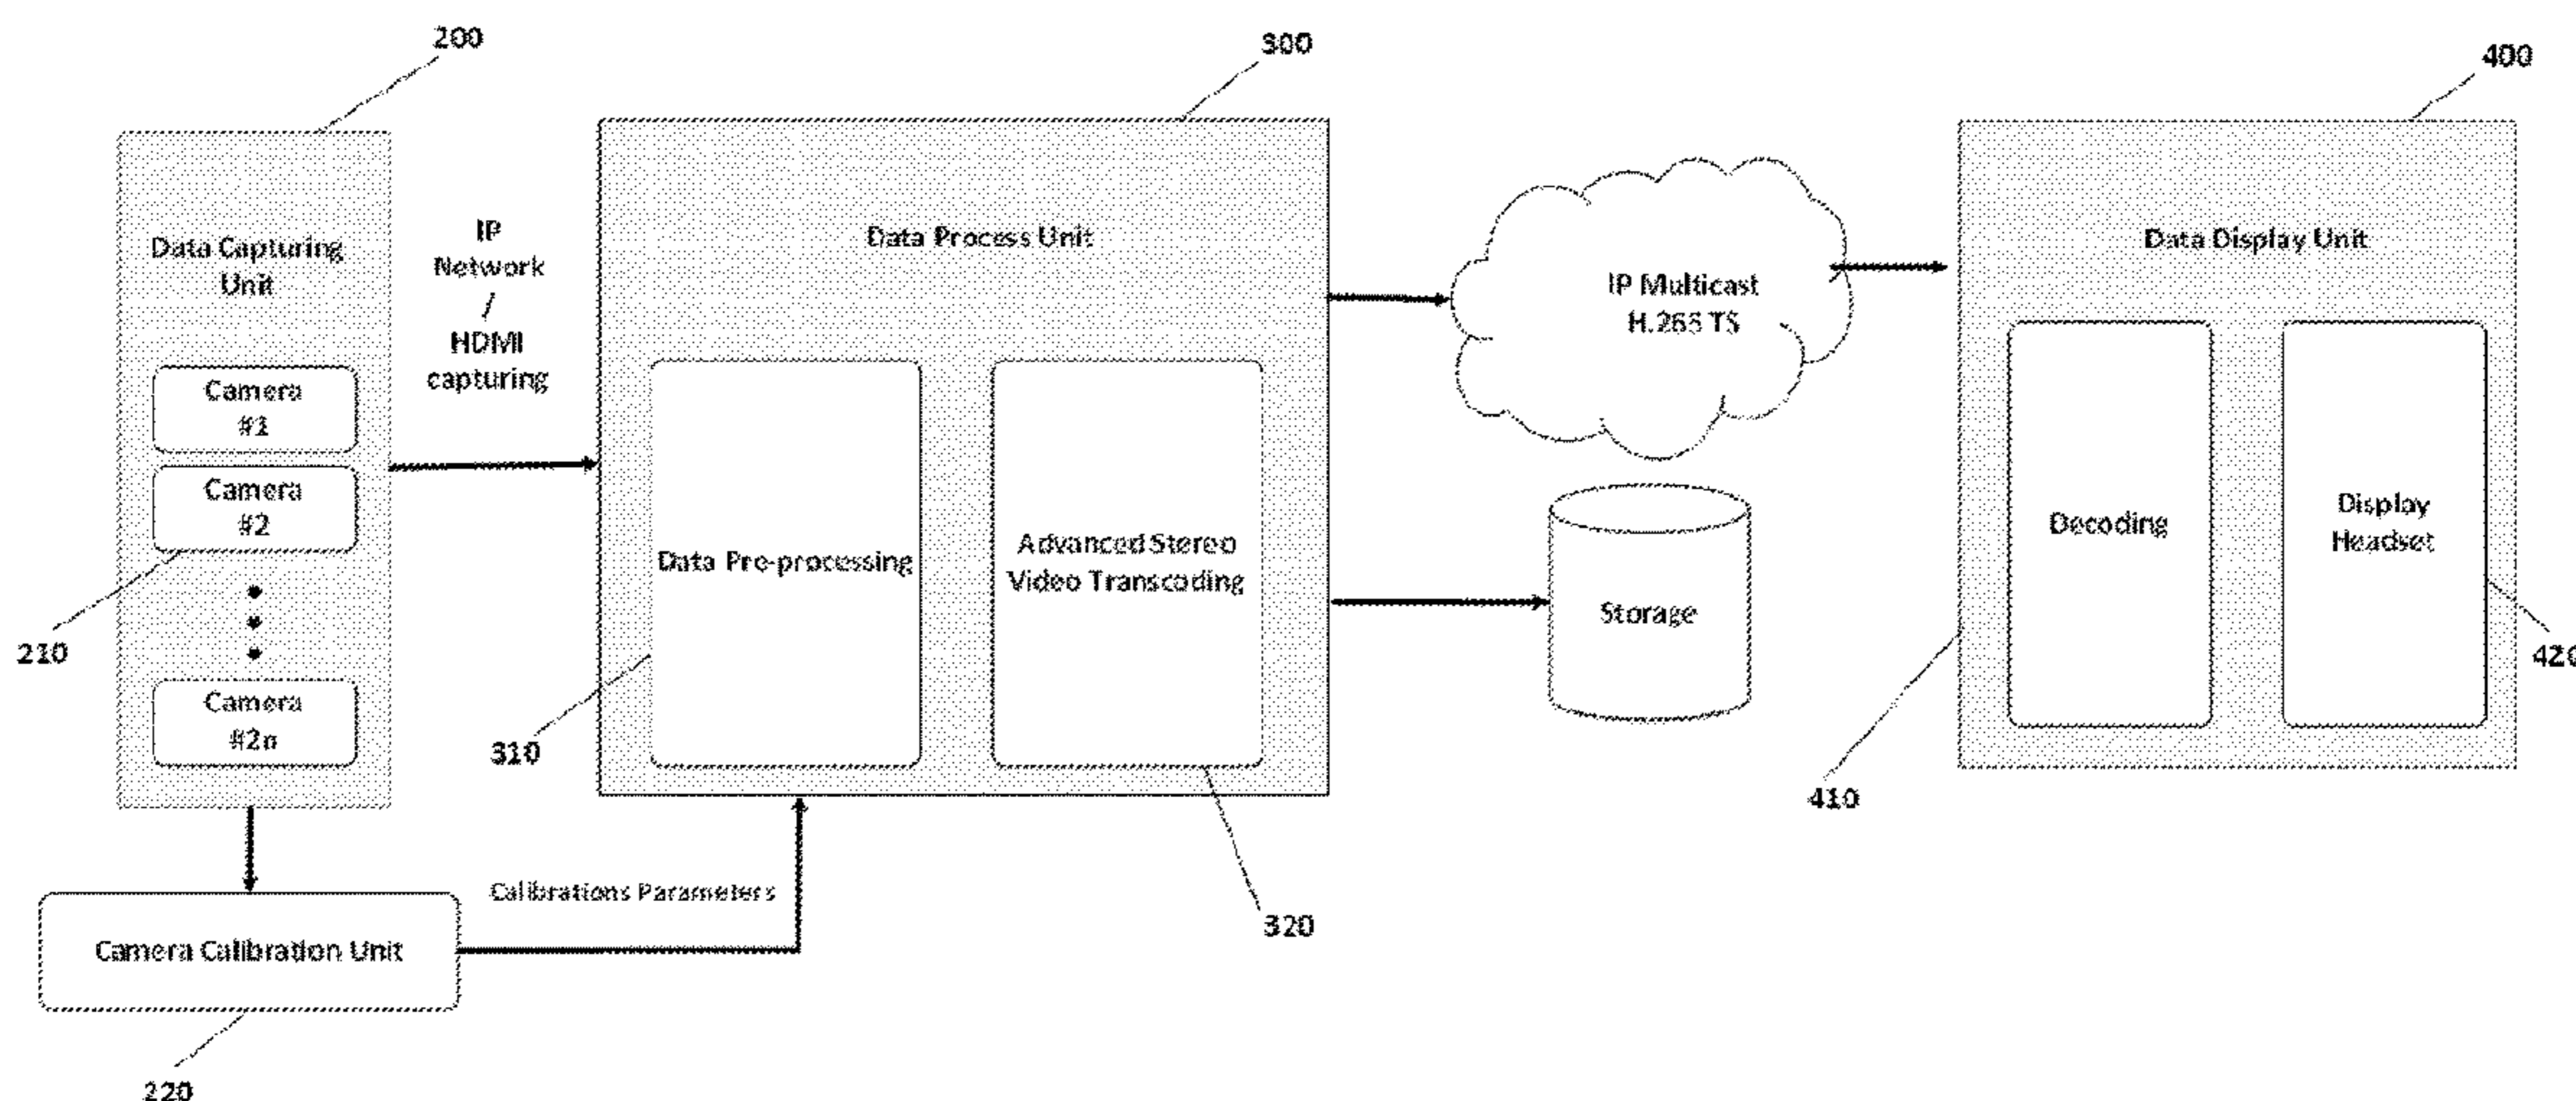 200
300
400
Data Capturing
Unit
IP
Network
/
HDMI
capturing
Data Process Unit
IP Multicast
H.265 TS
Data Display Unit
Camera
#1
Camera
#2
Camera
#2n
210
Data Pre-processing
Advanced Stereo
Video Transcoding
310
320
Storage
Decoding
Display
Headset
410
420
Calibrations Parameters
Camera Calibration Unit
220